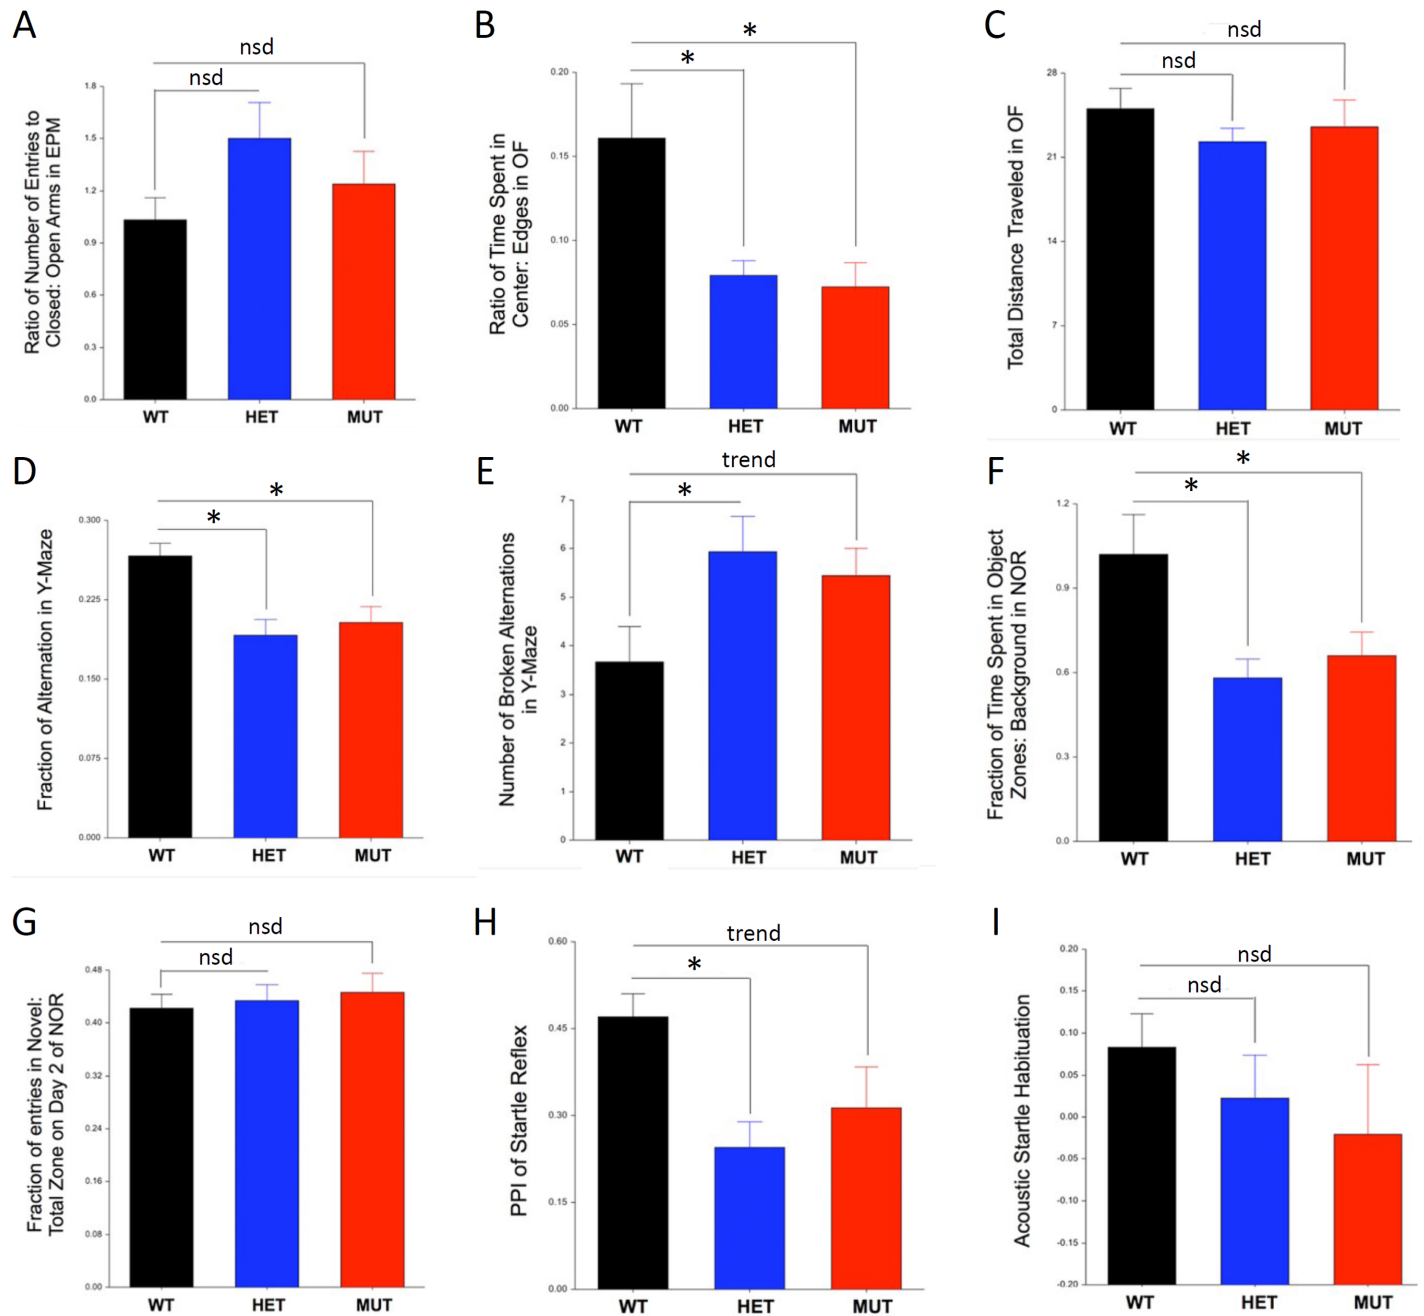 A
nsd
nsd
Ratio of Number of Entries to
Closed: Open Arms in EPM
1.8
1.5
1.2
0.9
0.6
0.3
0.0
WT
HET
MUT
B
*
*
Ratio of Time Spent in
Center: Edges in OF
0.20
0.15
0.10
0.05
0.00
WT
HET
MUT
C
nsd
nsd
Total Distance Traveled in OF
28
21
14
7
0
WT
HET
MUT
D
*
*
Fraction of Alternation in Y-Maze
0.300
0.225
0.150
0.075
0.000
WT
HET
MUT
E
trend
*
Number of Broken Alternations
in Y-Maze
7
6
5
4
3
2
1
0
WT
HET
MUT
F
*
*
Fraction of Time Spent in Object
Zones: Background in NOR
1.2
0.9
0.6
0.3
0.0
WT
HET
MUT
G
nsd
nsd
Fraction of entries in Novel:
Total Zone on Day 2 of NOR
0.48
0.40
0.32
0.24
0.16
0.08
0.00
WT
HET
MUT
H
trend
*
PPI of Startle Reflex
0.60
0.45
0.30
0.15
0.00
WT
HET
MUT
I
nsd
nsd
Acoustic Startle Habituation
0.20
0.15
0.10
0.05
0.00
-0.05
-0.10
-0.15
-0.20
WT
HET
MUT